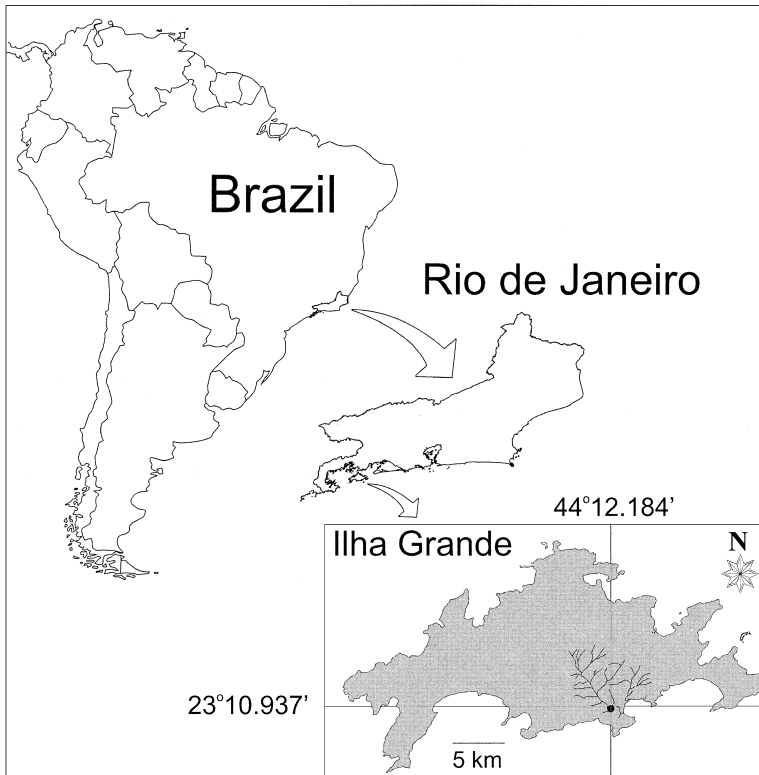 Brazil
Rio de Janeiro
44°12.184’
Ilha Grande
N
23°10.937’
5 km